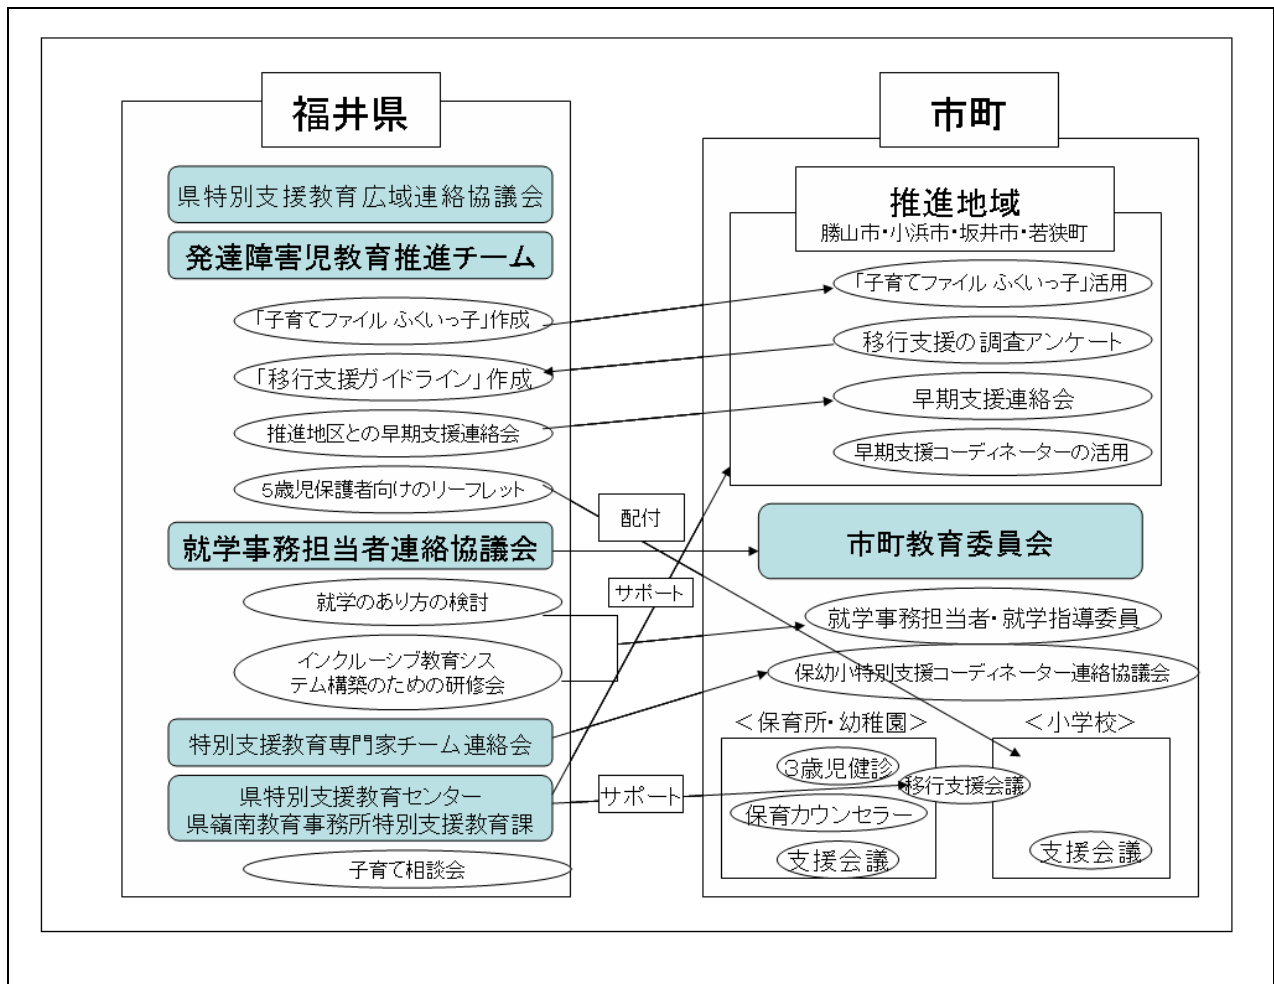 福井県
県特別支援教育広域連絡協議会
発達障害児教育推進チーム
「子育てファイル ふくいっ子」作成
「移行支援ガイドライン」作成
推進地区との早期支援連絡会
5歳児保護者向けのリーフレット
就学事務担当者連絡協議会
就学のあり方の検討
インクルーシブ教育シス
テム構築のための研修会
特別支援教育専門家チーム連絡会
県特別支援教育センター
県嶺南教育事務所特別支援教育課
子育て相談会
配付
サポート
サポート
市町
推進地域
勝山市・小浜市・坂井市・若狭町
「子育てファイル ふくいっ子」活用
移行支援の調査アンケート
早期支援連絡会
早期支援コーディネーターの活用
市町教育委員会
就学事務担当者・就学指導委員
保幼小特別支援コーディネーター連絡協議会
＜保育所・幼稚園＞
3歳児健診
保育カウンセラー
支援会議
移行支援会議
＜小学校＞
支援会議